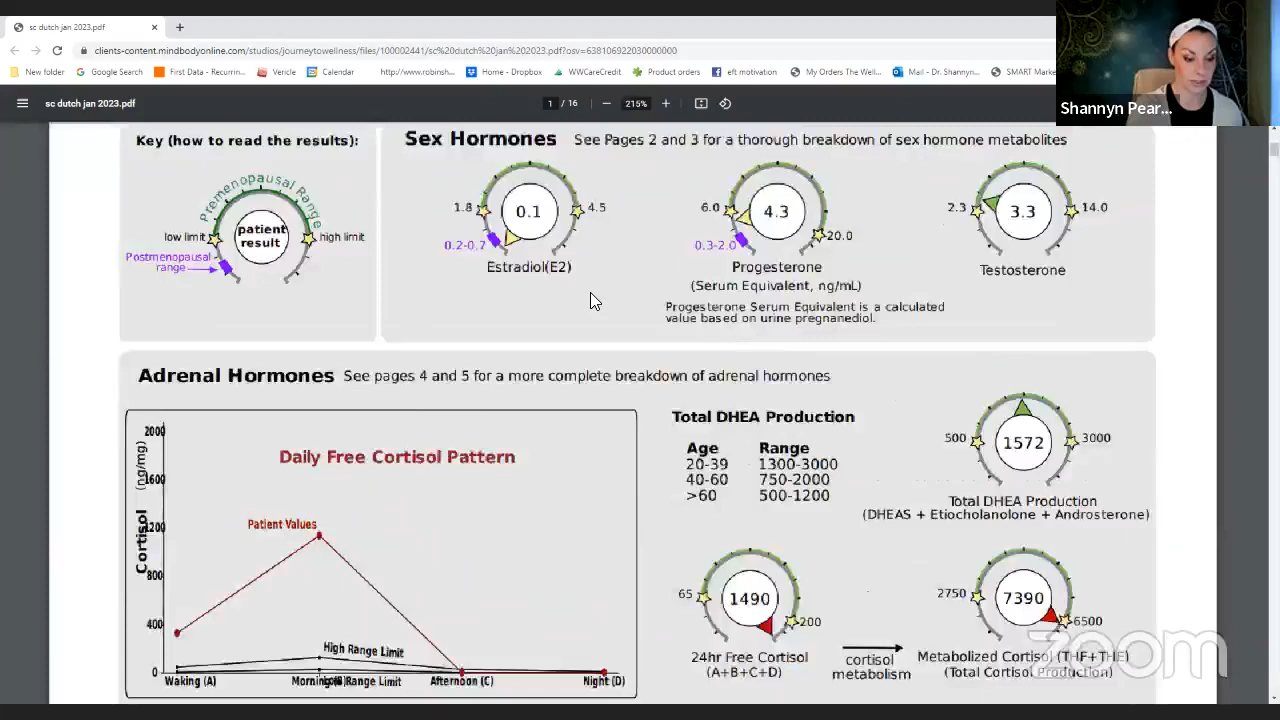 sc dutch jan 2023.pdf
clients-content.mindbodyonline.com/studios/journeytowellness/files/100002441/sc%20dutch%20jan%202023.pdf?osv=638106922030000000
New folder Google Search First Data - Recurrin... Vericle Calendar http://www.robinsh... Home - Dropbox WWCareCredit Product orders eft motivation My Orders The Well... Mail - Dr. Shannyn... SMART Marke
sc dutch jan 2023.pdf 1 / 16 215%
Shannyn Pear...
Key (how to read the results):
Premenopausal Range
low limit
patient result
high limit
Postmenopausal range
Sex Hormones See Pages 2 and 3 for a thorough breakdown of sex hormone metabolites
1.8 0.1 4.5
0.2-0.7
Estradiol(E2)
6.0 4.3 20.0
0.3-2.0
Progesterone
(Serum Equivalent, ng/mL)
Progesterone Serum Equivalent is a calculated
value based on urine pregnanediol.
2.3 3.3 14.0
Testosterone
Adrenal Hormones See pages 4 and 5 for a more complete breakdown of adrenal hormones
Daily Free Cortisol Pattern
Cortisol (ng/mg)
2000
1600
1200
800
400
0
Patient Values
High Range Limit
Range Limit
Waking (A) Morning (B) Afternoon (C) Night (D)
Total DHEA Production
Age Range
20-39 1300-3000
40-60 750-2000
>60 500-1200
500 1572 3000
Total DHEA Production
(DHEAS + Etiocholanolone + Androsterone)
65 1490 200
24hr Free Cortisol
(A+B+C+D)
cortisol
metabolism
2750 7390 6500
Metabolized Cortisol (THF+THE)
(Total Cortisol Production)
zoom